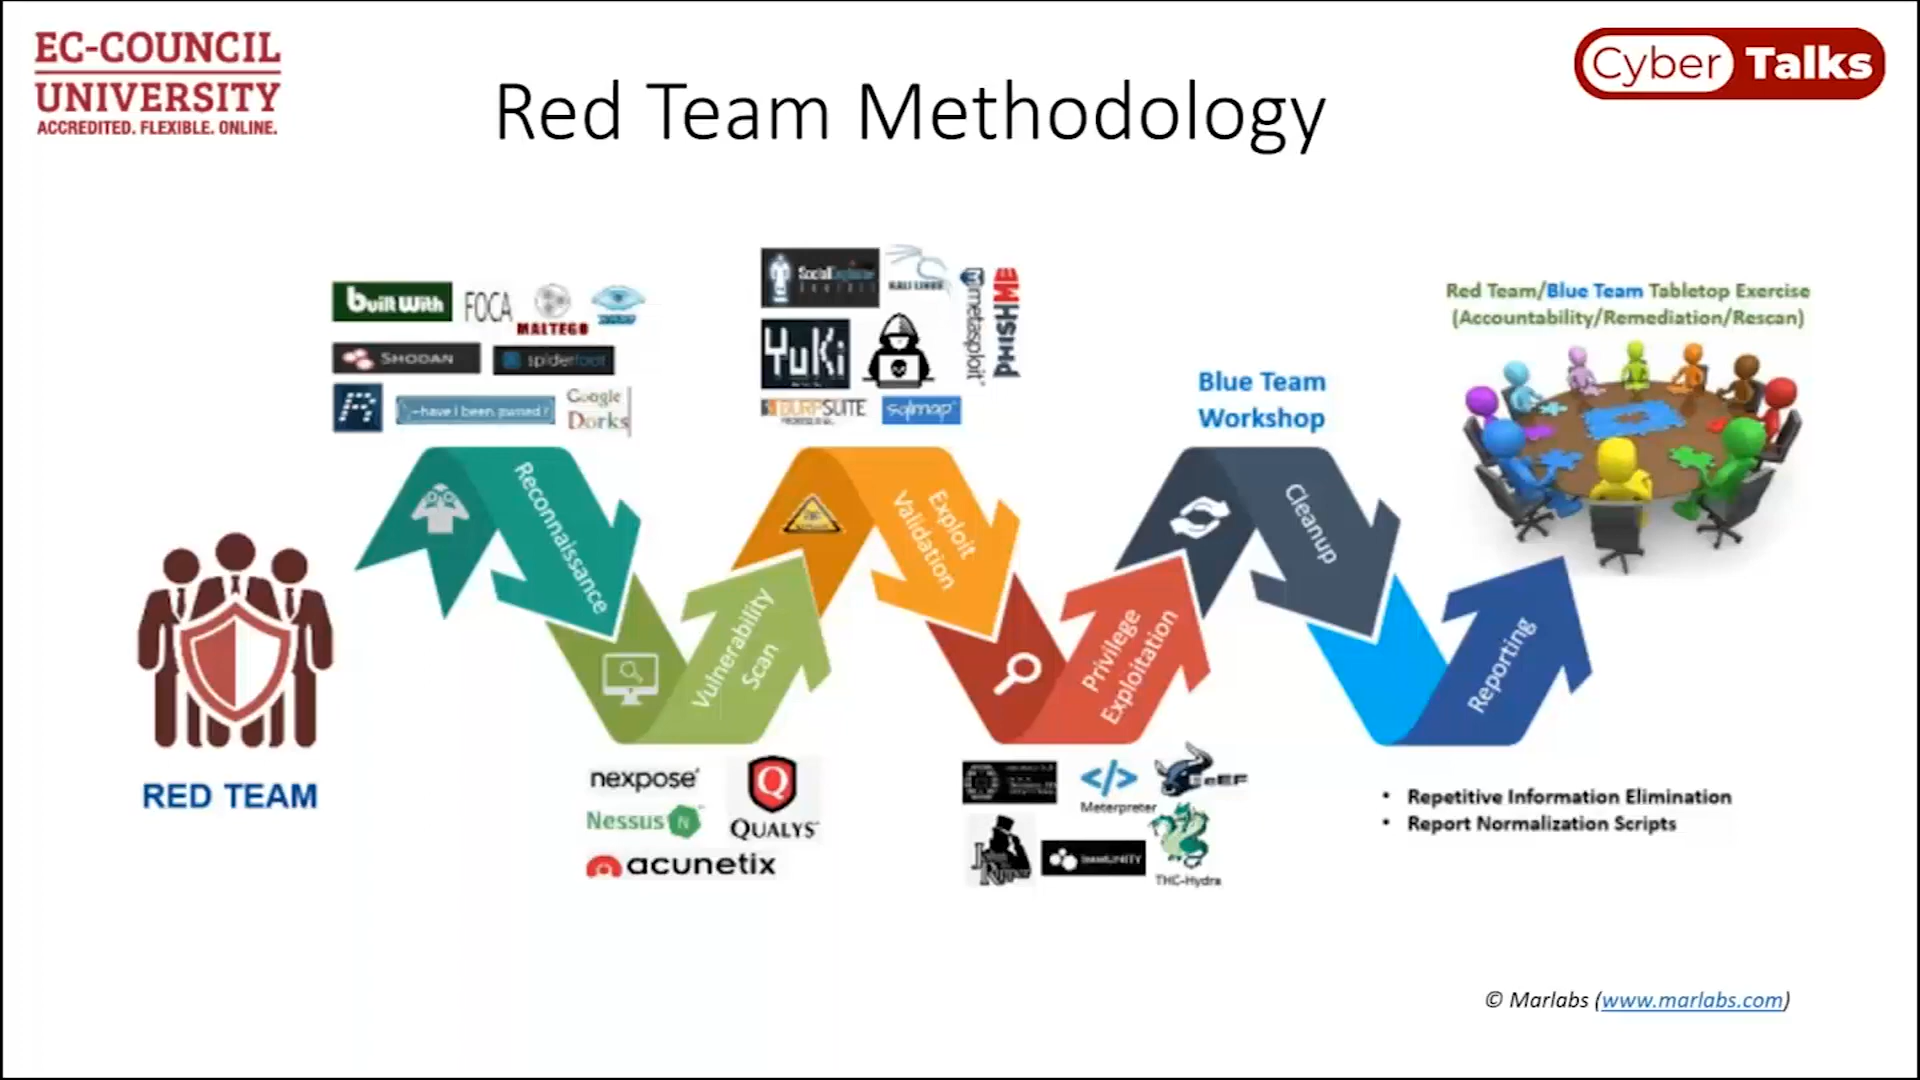 EC-COUNCIL
UNIVERSITY
ACCREDITED. FLEXIBLE. ONLINE.
Cyber Talks
Red Team Methodology
built with
FOCA
MALTEGO
SHODAN
spiderfoot
';--have i been pwned?
Google
Dorks
KALI LINUX
metasploit
PHISHME
YuKi
BURPSUITE
sqlmap
Blue Team
Workshop
Red Team/Blue Team Tabletop Exercise
(Accountability/Remediation/Rescan)
Reconnaissance
Vulnerability
Scan
Exploit
Validation
Privilege
Exploitation
Cleanup
Reporting
RED TEAM
nexpose
Nessus N
QUALYS
acunetix
</>
Meterpreter
BeEF
John
Ripper
IMMUNITY
THC-Hydra
• Repetitive Information Elimination
• Report Normalization Scripts
© Marlabs (www.marlabs.com)